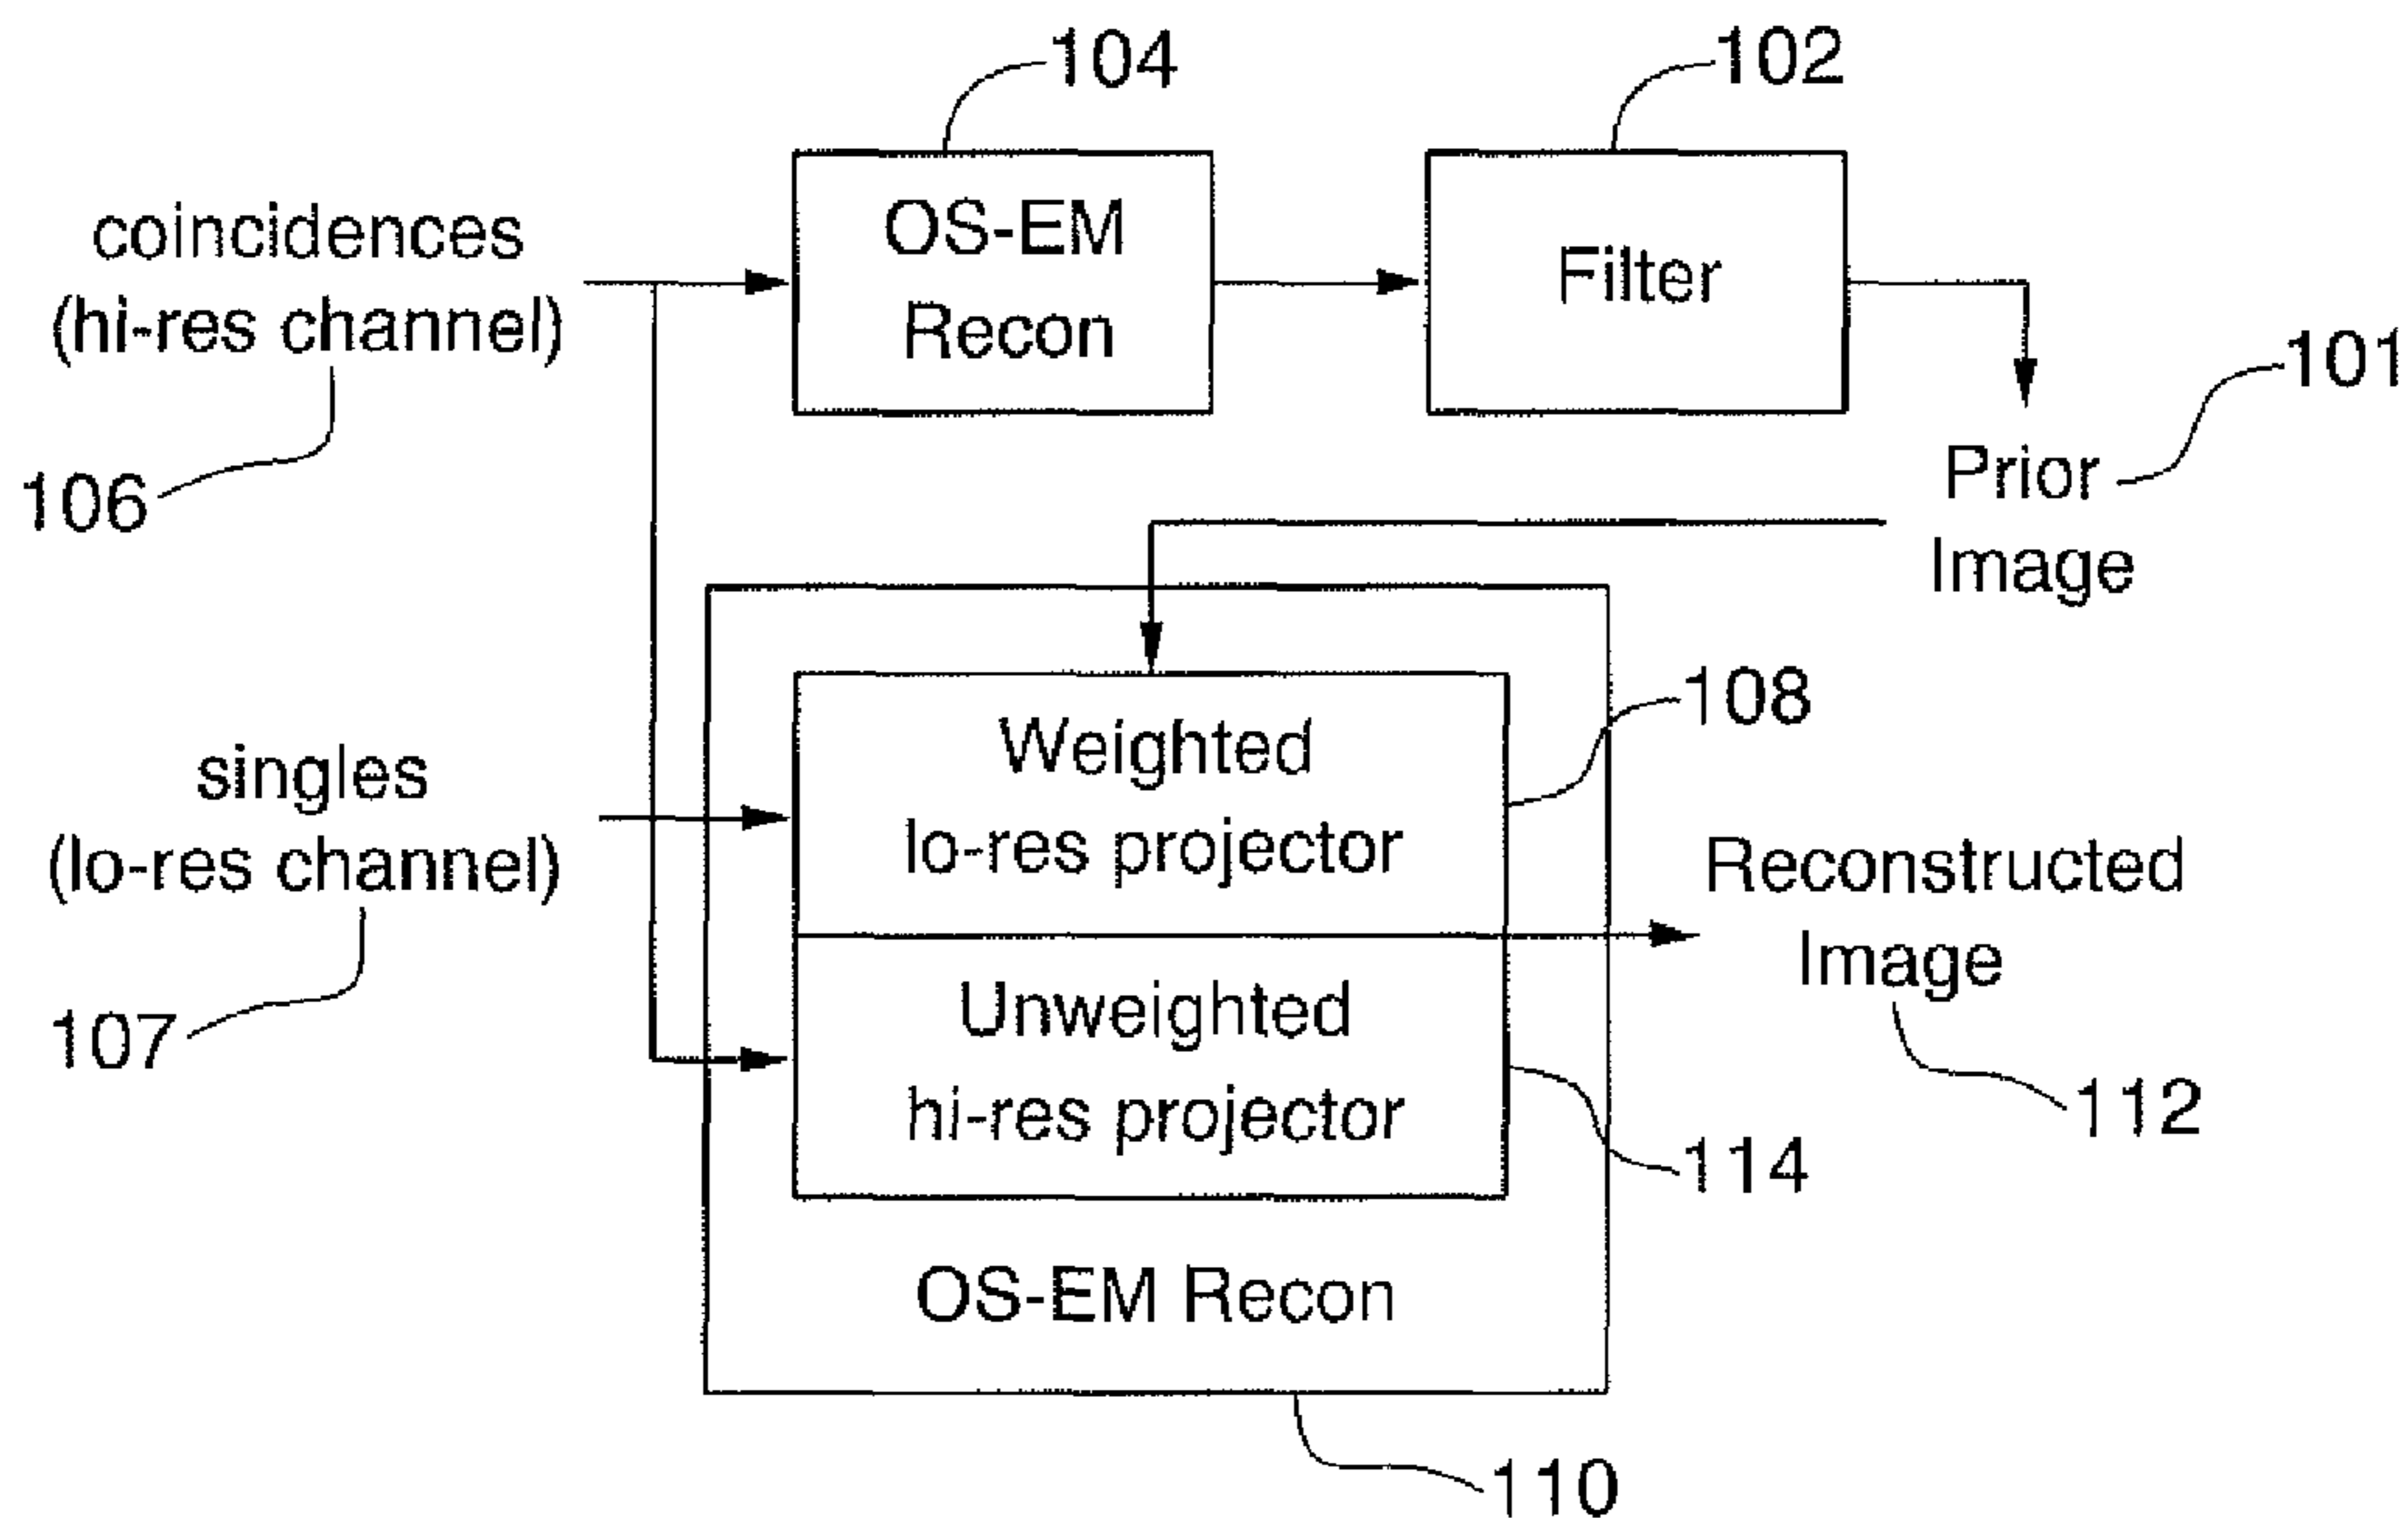 104
102
coincidences
(hi-res channel)
106
OS-EM
Recon
Filter
101
Prior
Image
singles
(lo-res channel)
107
Weighted
lo-res projector
108
Unweighted
hi-res projector
114
OS-EM Recon
110
Reconstructed
Image
112